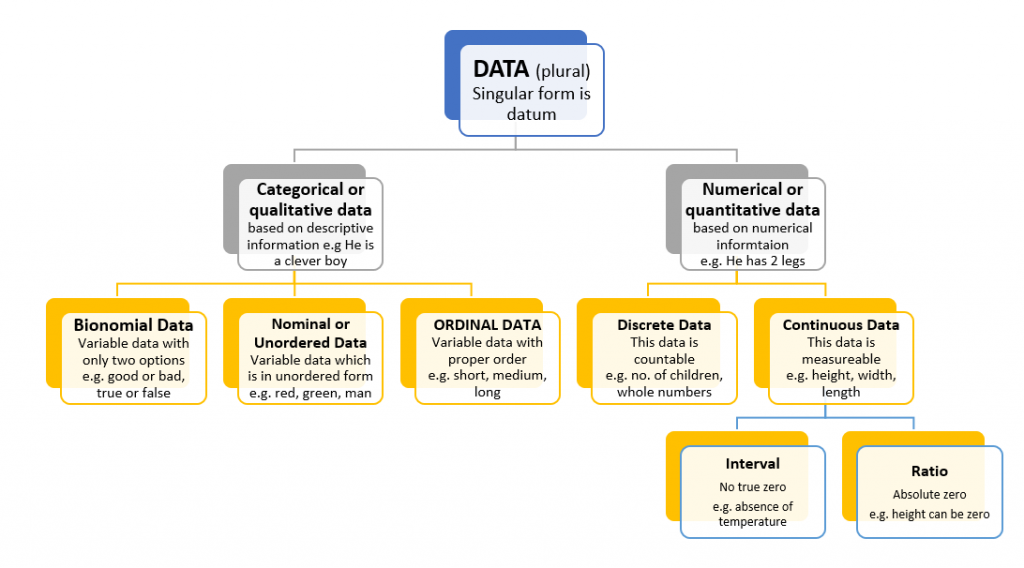 DATA (plural)
Singular form is
datum
Categorical or
qualitative data
based on descriptive
information e.g He is
a clever boy
Numerical or
quantitative data
based on numerical
informtaion
e.g. He has 2 legs
Bionomial Data
Variable data with
only two options
e.g. good or bad,
true or false
Nominal or
Unordered Data
Variable data which
is in unordered form
e.g. red, green, man
ORDINAL DATA
Variable data with
proper order
e.g. short, medium,
long
Discrete Data
This data is
countable
e.g. no. of children,
whole numbers
Continuous Data
This data is
measureable
e.g. height, width,
length
Interval
No true zero
e.g. absence of
temperature
Ratio
Absolute zero
e.g. height can be zero